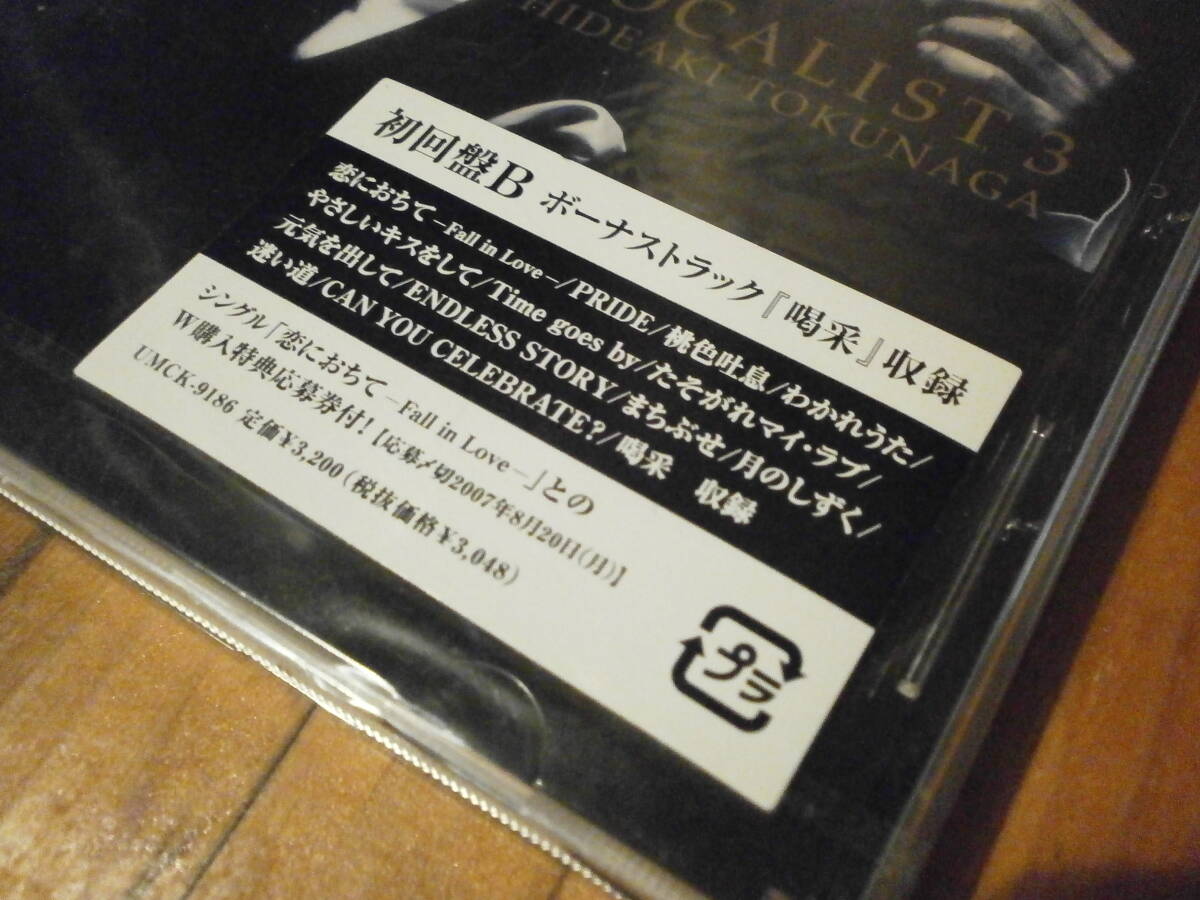 OCALIST 3
HIDEAKI TOKUNAGA
初回盤B ボーナストラック『喝采』収録
恋におちて－Fall in Love－/PRIDE/桃色吐息/わかれうた/
やさしいキスをして/Time goes by/たそがれマイ・ラブ/
元気を出して/ENDLESS STORY/まちぶせ/月のしずく/
迷い道/CAN YOU CELEBRATE?/喝采 収録
シングル「恋におちて－Fall in Love－」との
W購入特典応募券付!【応募〆切2007年8月20日(月)】
UMCK-9186 定価¥3,200(税抜価格¥3,048)
プラ